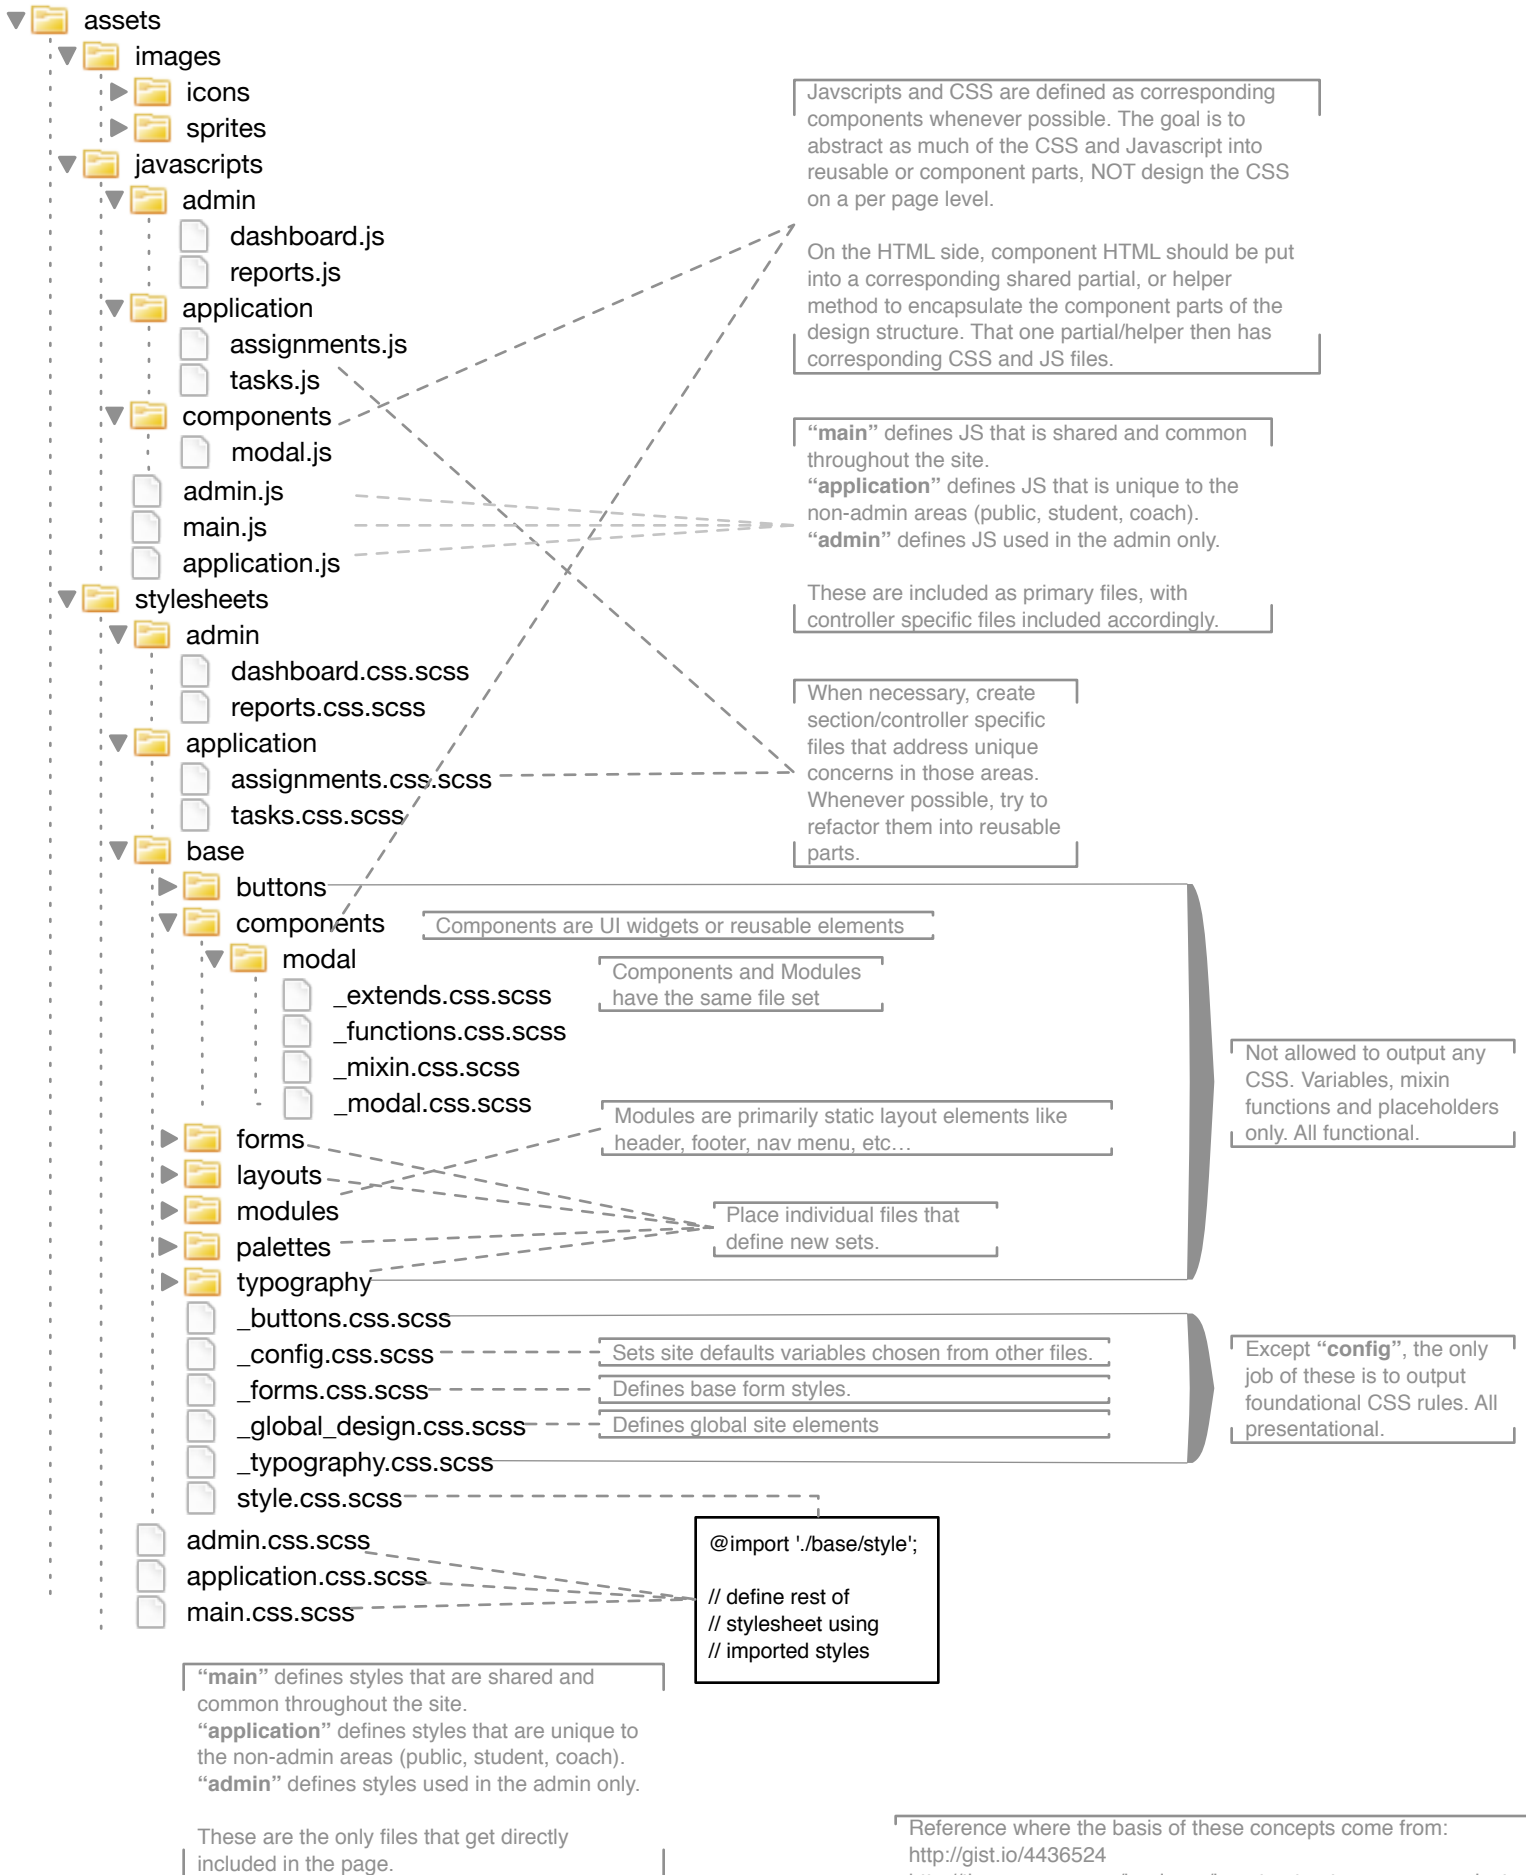 assets
images
icons
sprites
javascripts
admin
dashboard.js
reports.js
application
assignments.js
tasks.js
components
modal.js
admin.js
main.js
application.js
stylesheets
admin
dashboard.css.scss
reports.css.scss
application
assignments.css.scss
tasks.css.scss
base
buttons
components
modal
_extends.css.scss
_functions.css.scss
_mixin.css.scss
_modal.css.scss
forms
layouts
modules
palettes
typography
_buttons.css.scss
_config.css.scss
_forms.css.scss
_global_design.css.scss
_typography.css.scss
style.css.scss
admin.css.scss
application.css.scss
main.css.scss
Javscripts and CSS are defined as corresponding
components whenever possible. The goal is to
abstract as much of the CSS and Javascript into
reusable or component parts, NOT design the CSS
on a per page level.
On the HTML side, component HTML should be put
into a corresponding shared partial, or helper
method to encapsulate the component parts of the
design structure. That one partial/helper then has
corresponding CSS and JS files.
“main” defines JS that is shared and common
throughout the site.
“application” defines JS that is unique to the
non-admin areas (public, student, coach).
“admin” defines JS used in the admin only.
These are included as primary files, with
controller specific files included accordingly.
When necessary, create
section/controller specific
files that address unique
concerns in those areas.
Whenever possible, try to
refactor them into reusable
parts.
Components are UI widgets or reusable elements
Components and Modules
have the same file set
Not allowed to output any
CSS. Variables, mixin
functions and placeholders
only. All functional.
Modules are primarily static layout elements like
header, footer, nav menu, etc…
Place individual files that
define new sets.
Sets site defaults variables chosen from other files.
Defines base form styles.
Defines global site elements
Except “config”, the only
job of these is to output
foundational CSS rules. All
presentational.
@import './base/style';
// define rest of
// stylesheet using
// imported styles
“main” defines styles that are shared and
common throughout the site.
“application” defines styles that are unique to
the non-admin areas (public, student, coach).
“admin” defines styles used in the admin only.
These are the only files that get directly
included in the page.
Reference where the basis of these concepts come from:
http://gist.io/4436524